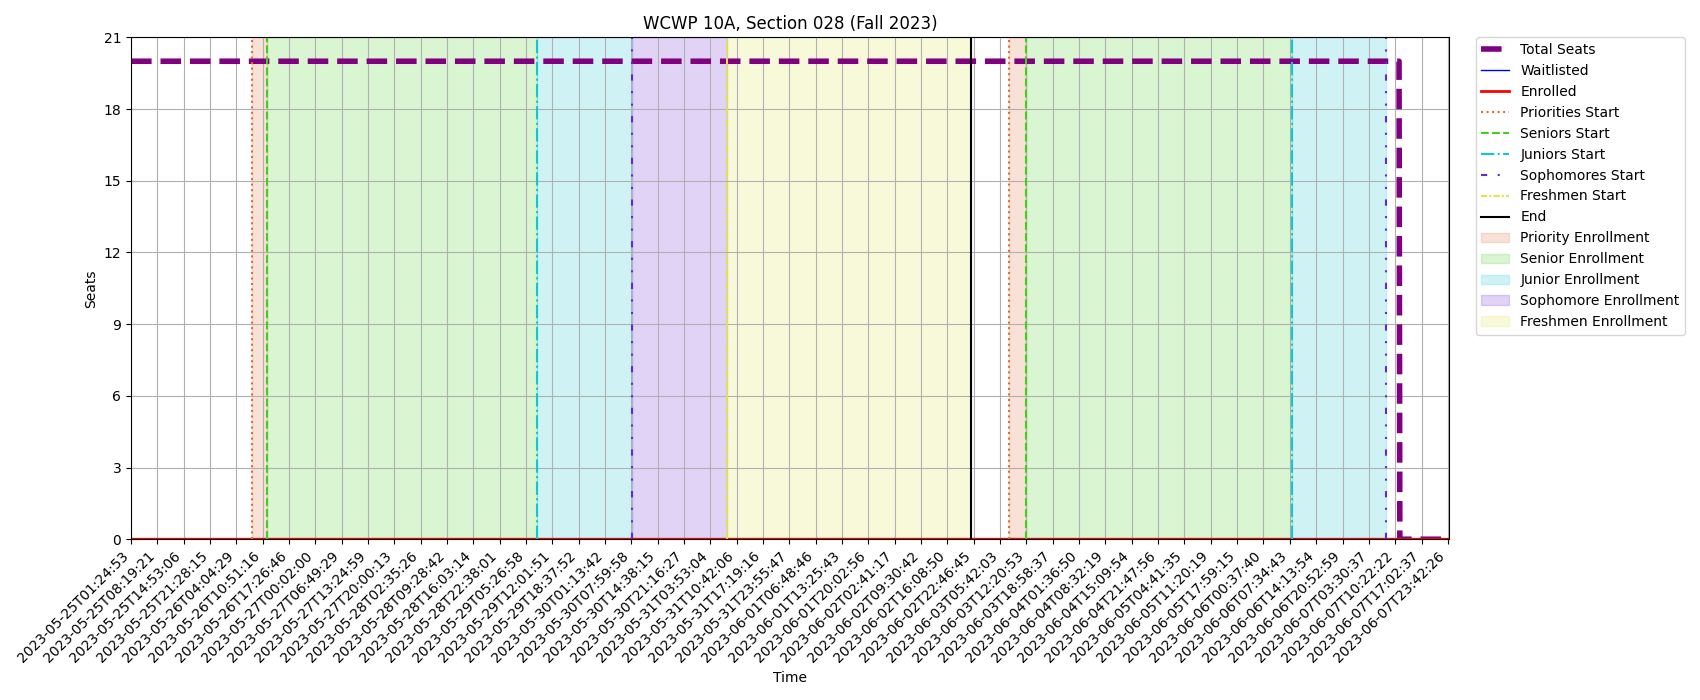 WCWP 10A, Section 028 (Fall 2023)
21
18
15
12
9
6
3
0
Seats
2023-05-25T01:24:53
2023-05-25T08:19:21
2023-05-25T14:53:06
2023-05-25T21:28:15
2023-05-26T04:04:29
2023-05-26T10:51:16
2023-05-26T17:26:46
2023-05-27T00:02:00
2023-05-27T06:49:29
2023-05-27T13:24:59
2023-05-27T20:00:13
2023-05-28T02:35:26
2023-05-28T09:28:42
2023-05-28T16:03:14
2023-05-28T22:38:01
2023-05-29T05:26:58
2023-05-29T12:01:51
2023-05-29T18:37:52
2023-05-30T01:13:42
2023-05-30T07:59:58
2023-05-30T14:38:15
2023-05-30T21:16:27
2023-05-31T03:53:04
2023-05-31T10:42:06
2023-05-31T17:19:16
2023-05-31T23:55:47
2023-06-01T06:48:46
2023-06-01T13:25:43
2023-06-01T20:02:56
2023-06-02T02:41:17
2023-06-02T09:30:42
2023-06-02T16:08:50
2023-06-02T22:46:45
2023-06-03T05:42:03
2023-06-03T12:20:53
2023-06-03T18:58:37
2023-06-04T01:36:50
2023-06-04T08:32:19
2023-06-04T15:09:54
2023-06-04T21:47:56
2023-06-05T04:41:35
2023-06-05T11:20:19
2023-06-05T17:59:15
2023-06-06T00:37:40
2023-06-06T07:34:43
2023-06-06T14:13:54
2023-06-06T20:52:59
2023-06-07T03:30:37
2023-06-07T10:22:22
2023-06-07T17:02:37
2023-06-07T23:42:26
Time
Total Seats
Waitlisted
Enrolled
Priorities Start
Seniors Start
Juniors Start
Sophomores Start
Freshmen Start
End
Priority Enrollment
Senior Enrollment
Junior Enrollment
Sophomore Enrollment
Freshmen Enrollment